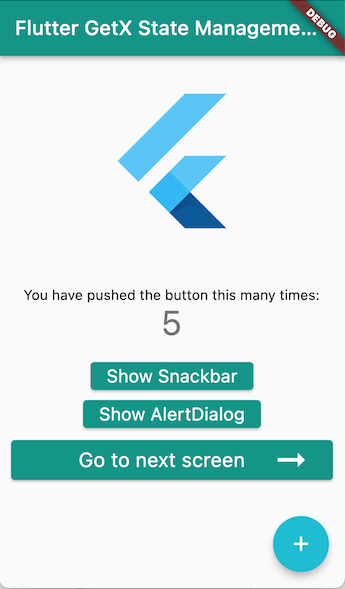 Flutter GetX State Manageme...
DEBUG
You have pushed the button this many times:
5
Show Snackbar
Show AlertDialog
Go to next screen →
+